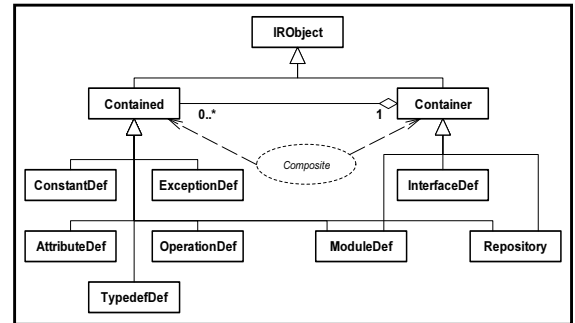 IRObject
Contained
Container
0..*
1
Composite
ConstantDef
ExceptionDef
InterfaceDef
AttributeDef
OperationDef
ModuleDef
Repository
TypedefDef